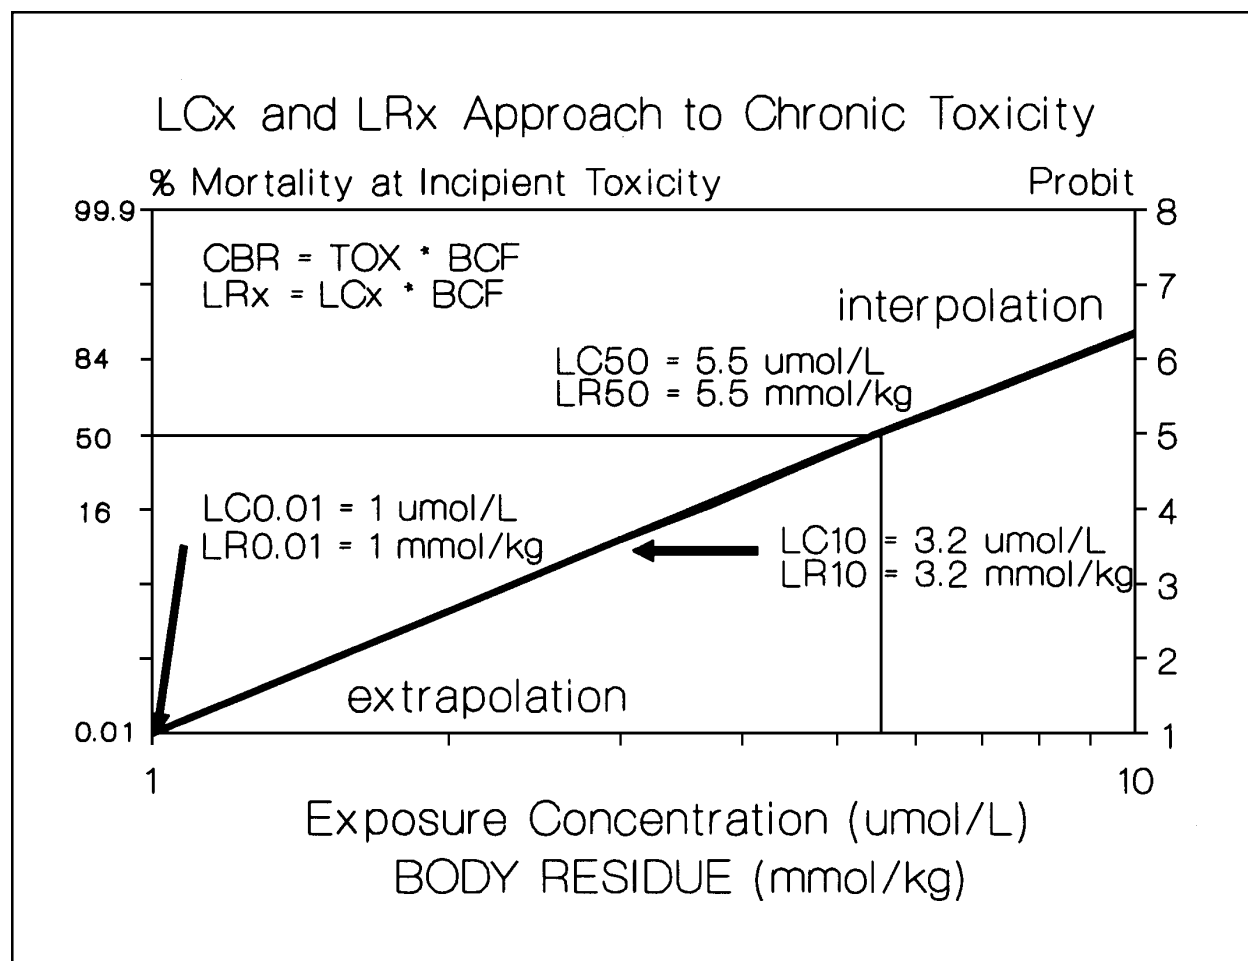 LCx and LRx Approach to Chronic Toxicity
% Mortality at Incipient Toxicity
Probit
99.9
8
CBR = TOX * BCF
LRx = LCx * BCF
7
interpolation
84
6
LC50 = 5.5 umol/L
LR50 = 5.5 mmol/kg
50
5
16
4
LC0.01 = 1 umol/L
LR0.01 = 1 mmol/kg
LC10 = 3.2 umol/L
LR10 = 3.2 mmol/kg
3
2
extrapolation
0.01
1
1
10
Exposure Concentration (umol/L)
BODY RESIDUE (mmol/kg)